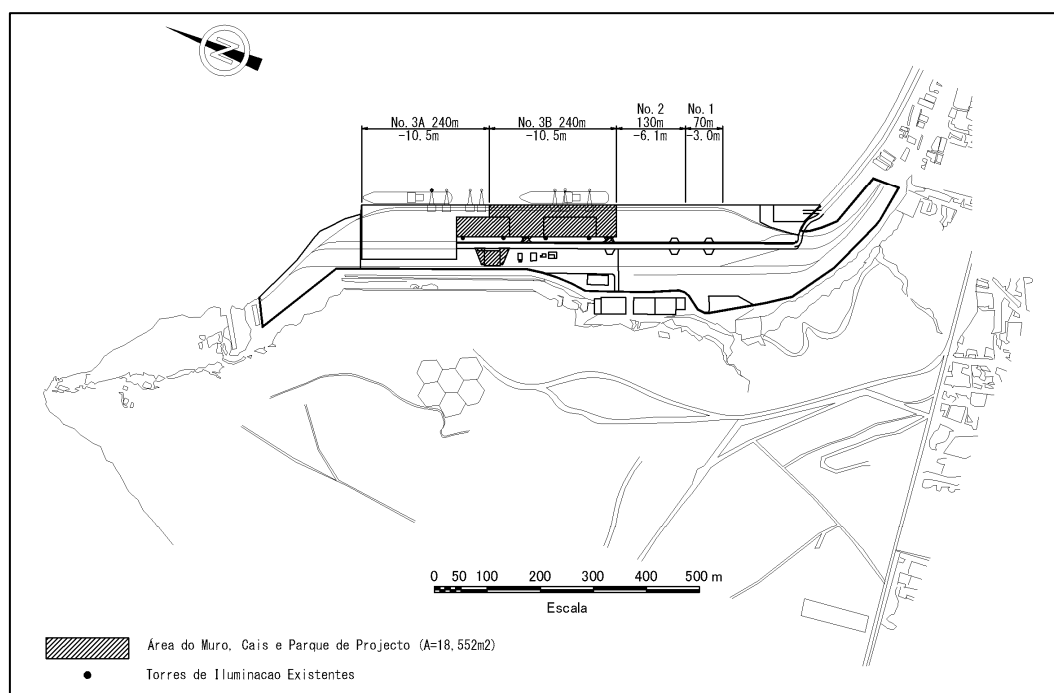 N
No. 3A 240m
-10.5m
No. 3B 240m
-10.5m
No. 2
130m
-6.1m
No. 1
70m
-3.0m
0 50 100 200 300 400 500 m
Escala
Área do Muro, Cais e Parque de Projecto (A=18,552m2)
Torres de Iluminacao Existentes